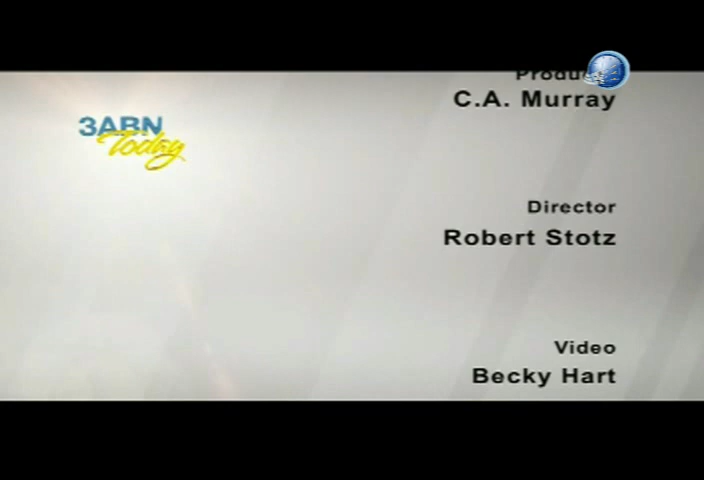 3ABN
Today
C.A. Murray
Director
Robert Stotz
Video
Becky Hart